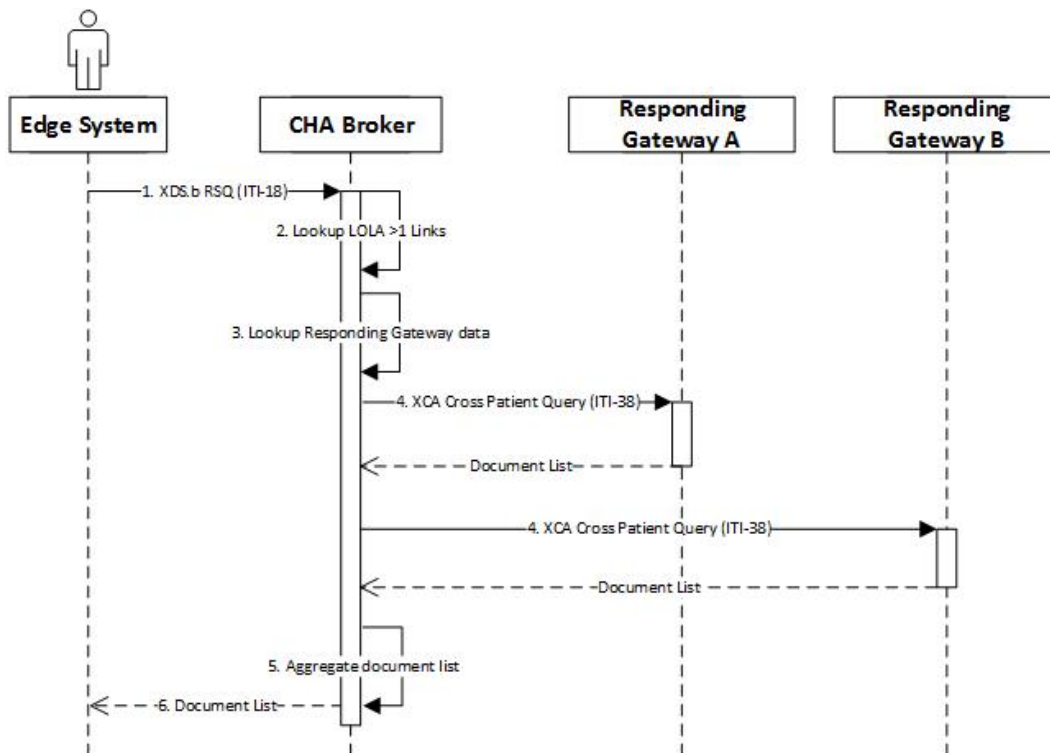 Edge System
CHA Broker
Responding
Gateway A
Responding
Gateway B
1. XDS.b RSQ (ITI-18)
2. Lookup LOLA >1 Links
3. Lookup Responding Gateway data
4. XCA Cross Patient Query (ITI-38)
Document List
4. XCA Cross Patient Query (ITI-38)
Document List
5. Aggregate document list
6. Document List